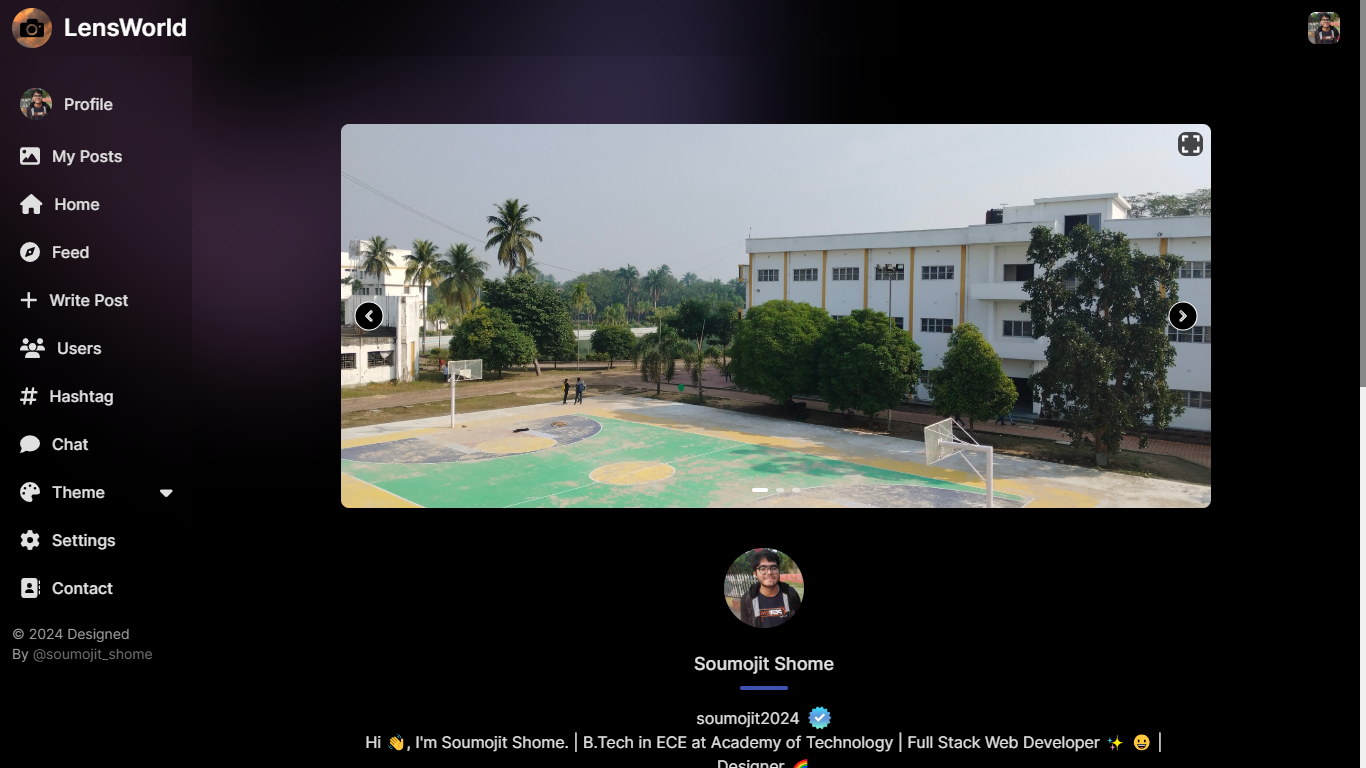 LensWorld
Profile
My Posts
Home
Feed
Write Post
Users
Hashtag
Chat
Theme
Settings
Contact
© 2024 Designed
By @soumojit_shome
Soumojit Shome
soumojit2024
Hi 👋, I'm Soumojit Shome. | B.Tech in ECE at Academy of Technology | Full Stack Web Developer ✨ 😀 |
Designer 🌈